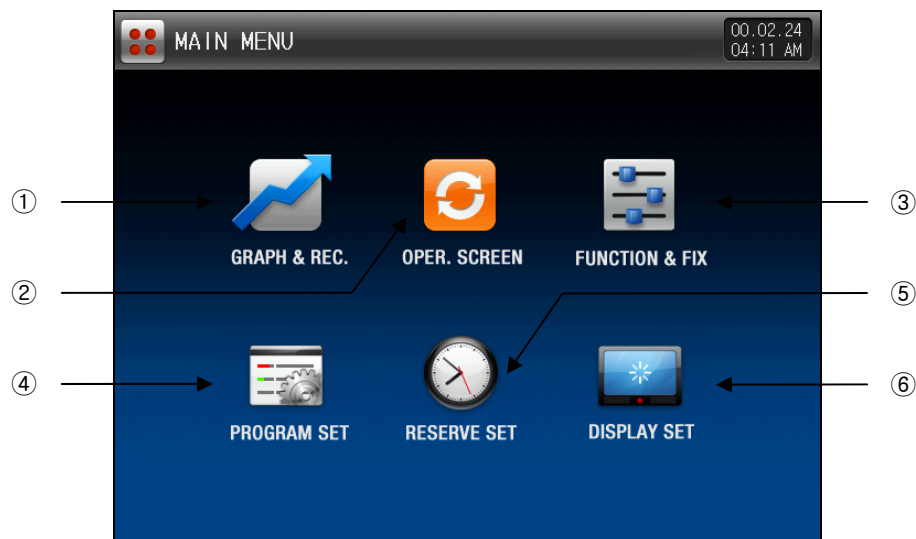 MAIN MENU
00.02.24
04:11 AM
① ③
GRAPH & REC. OPER. SCREEN FUNCTION & FIX
② ⑤
④ ⑥
PROGRAM SET RESERVE SET DISPLAY SET